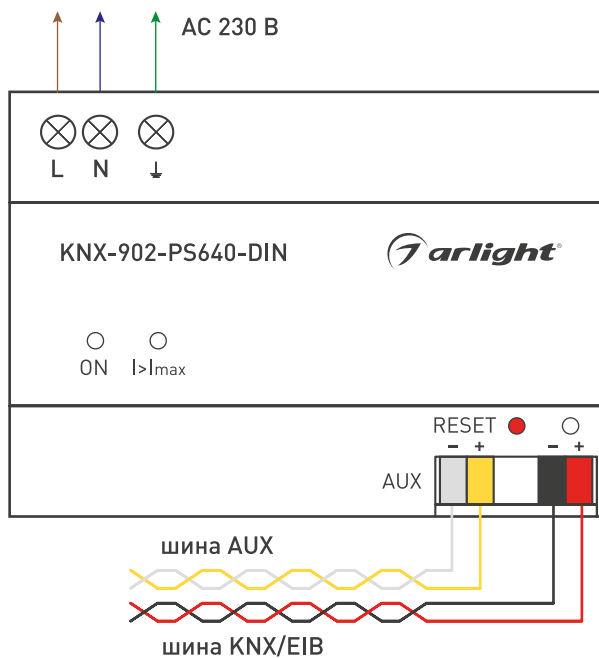 AC 230 В
L N ⏚
KNX-902-PS640-DIN
arlight®
ON I>Imax
RESET
- + - +
AUX
шина AUX
шина KNX/EIB